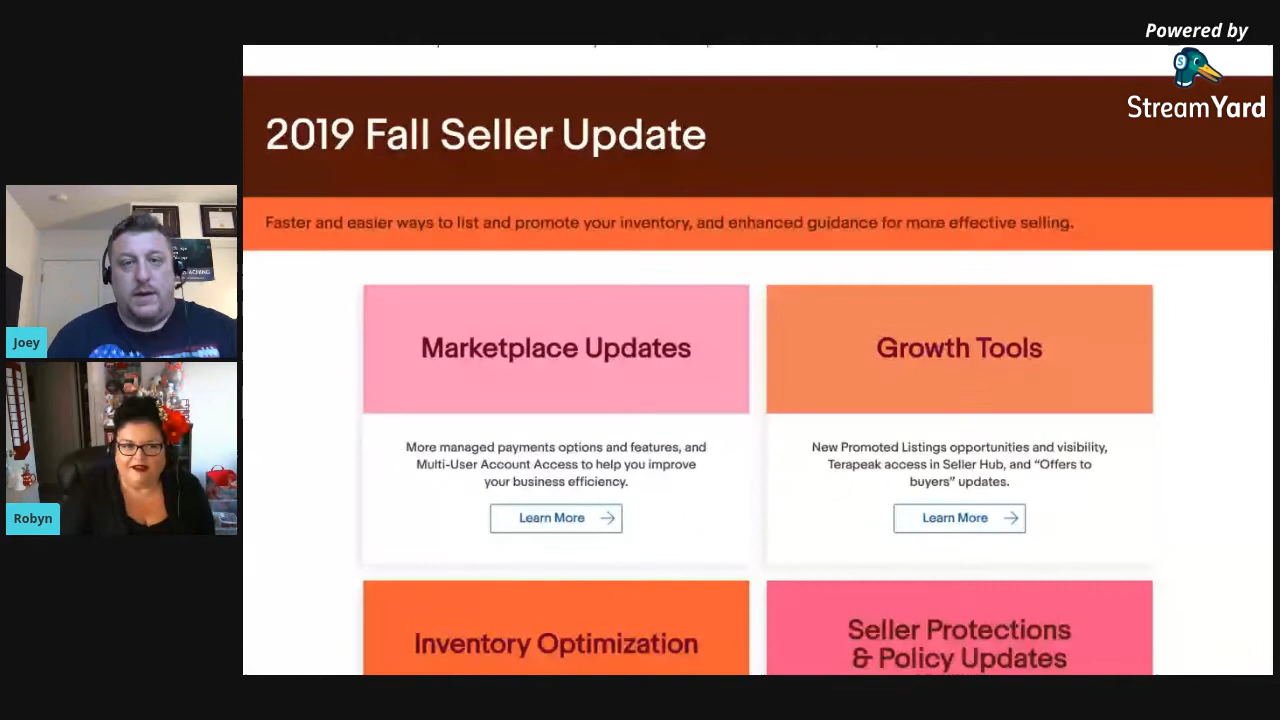 Powered by
StreamYard
2019 Fall Seller Update
Faster and easier ways to list and promote your inventory, and enhanced guidance for more effective selling.
Marketplace Updates
More managed payments options and features, and
Multi-User Account Access to help you improve
your business efficiency.
Learn More
Growth Tools
New Promoted Listings opportunities and visibility,
Terapeak access in Seller Hub, and “Offers to
buyers” updates.
Learn More
Inventory Optimization
Seller Protections
& Policy Updates
Joey
Robyn